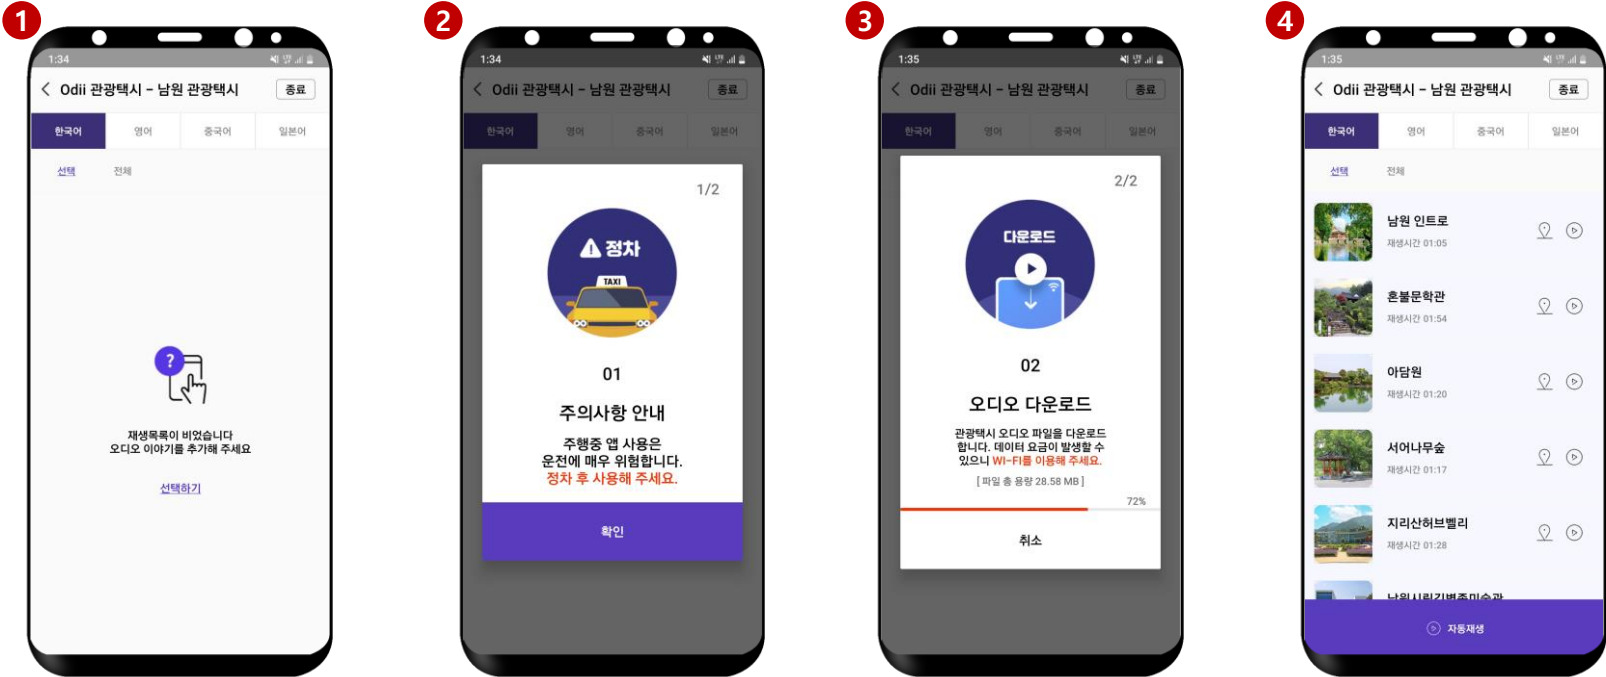 1
1:34
Odii 관광택시 - 남원 관광택시
종료
한국어 영어 중국어 일본어
선택 전체
?
재생목록이 비었습니다
오디오 이야기를 추가해 주세요
선택하기
2
1:34
Odii 관광택시 - 남원 관광택시
종료
한국어 영어 중국어 일본어
1/2
정차
TAXI
01
주의사항 안내
주행중 앱 사용은
운전에 매우 위험합니다.
정차 후 사용해 주세요.
확인
3
1:35
Odii 관광택시 - 남원 관광택시
종료
한국어 영어 중국어 일본어
2/2
다운로드
02
오디오 다운로드
관광택시 오디오 파일을 다운로드
합니다. 데이터 요금이 발생할 수
있으니 WI-FI를 이용해 주세요.
[ 파일 총 용량 28.58 MB ]
72%
취소
4
1:35
Odii 관광택시 - 남원 관광택시
종료
한국어 영어 중국어 일본어
선택 전체
남원 인트로
재생시간 01:05
혼불문학관
재생시간 01:54
아담원
재생시간 01:20
서어나무숲
재생시간 01:17
지리산허브벨리
재생시간 01:28
남원시립김병종미술관
자동재생